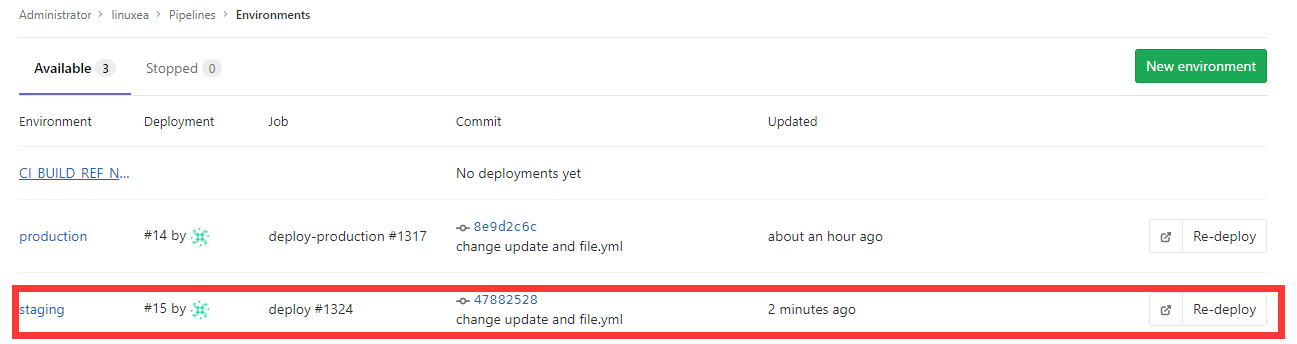 Administrator > linuxea > Pipelines > Environments
Available 3 Stopped 0 New environment
Environment Deployment Job Commit Updated
CI_BUILD_REF_N... No deployments yet
production #14 by deploy-production #1317 8e9d2c6c about an hour ago Re-deploy
change update and file.yml
staging #15 by deploy #1324 47882528 2 minutes ago Re-deploy
change update and file.yml